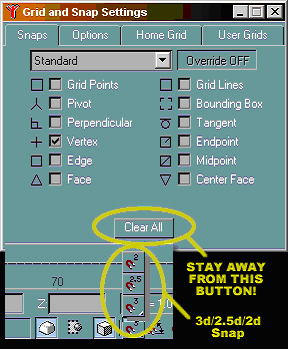 Grid and Snap Settings
Snaps Options Home Grid User Grids
Standard Override OFF
Grid Points Grid Lines
Pivot Bounding Box
Perpendicular Tangent
Vertex Endpoint
Edge Midpoint
Face Center Face
Clear All
STAY AWAY
FROM THIS
BUTTON!
2
70
2.5
Z:
3
3d/2.5d/2d
Snap